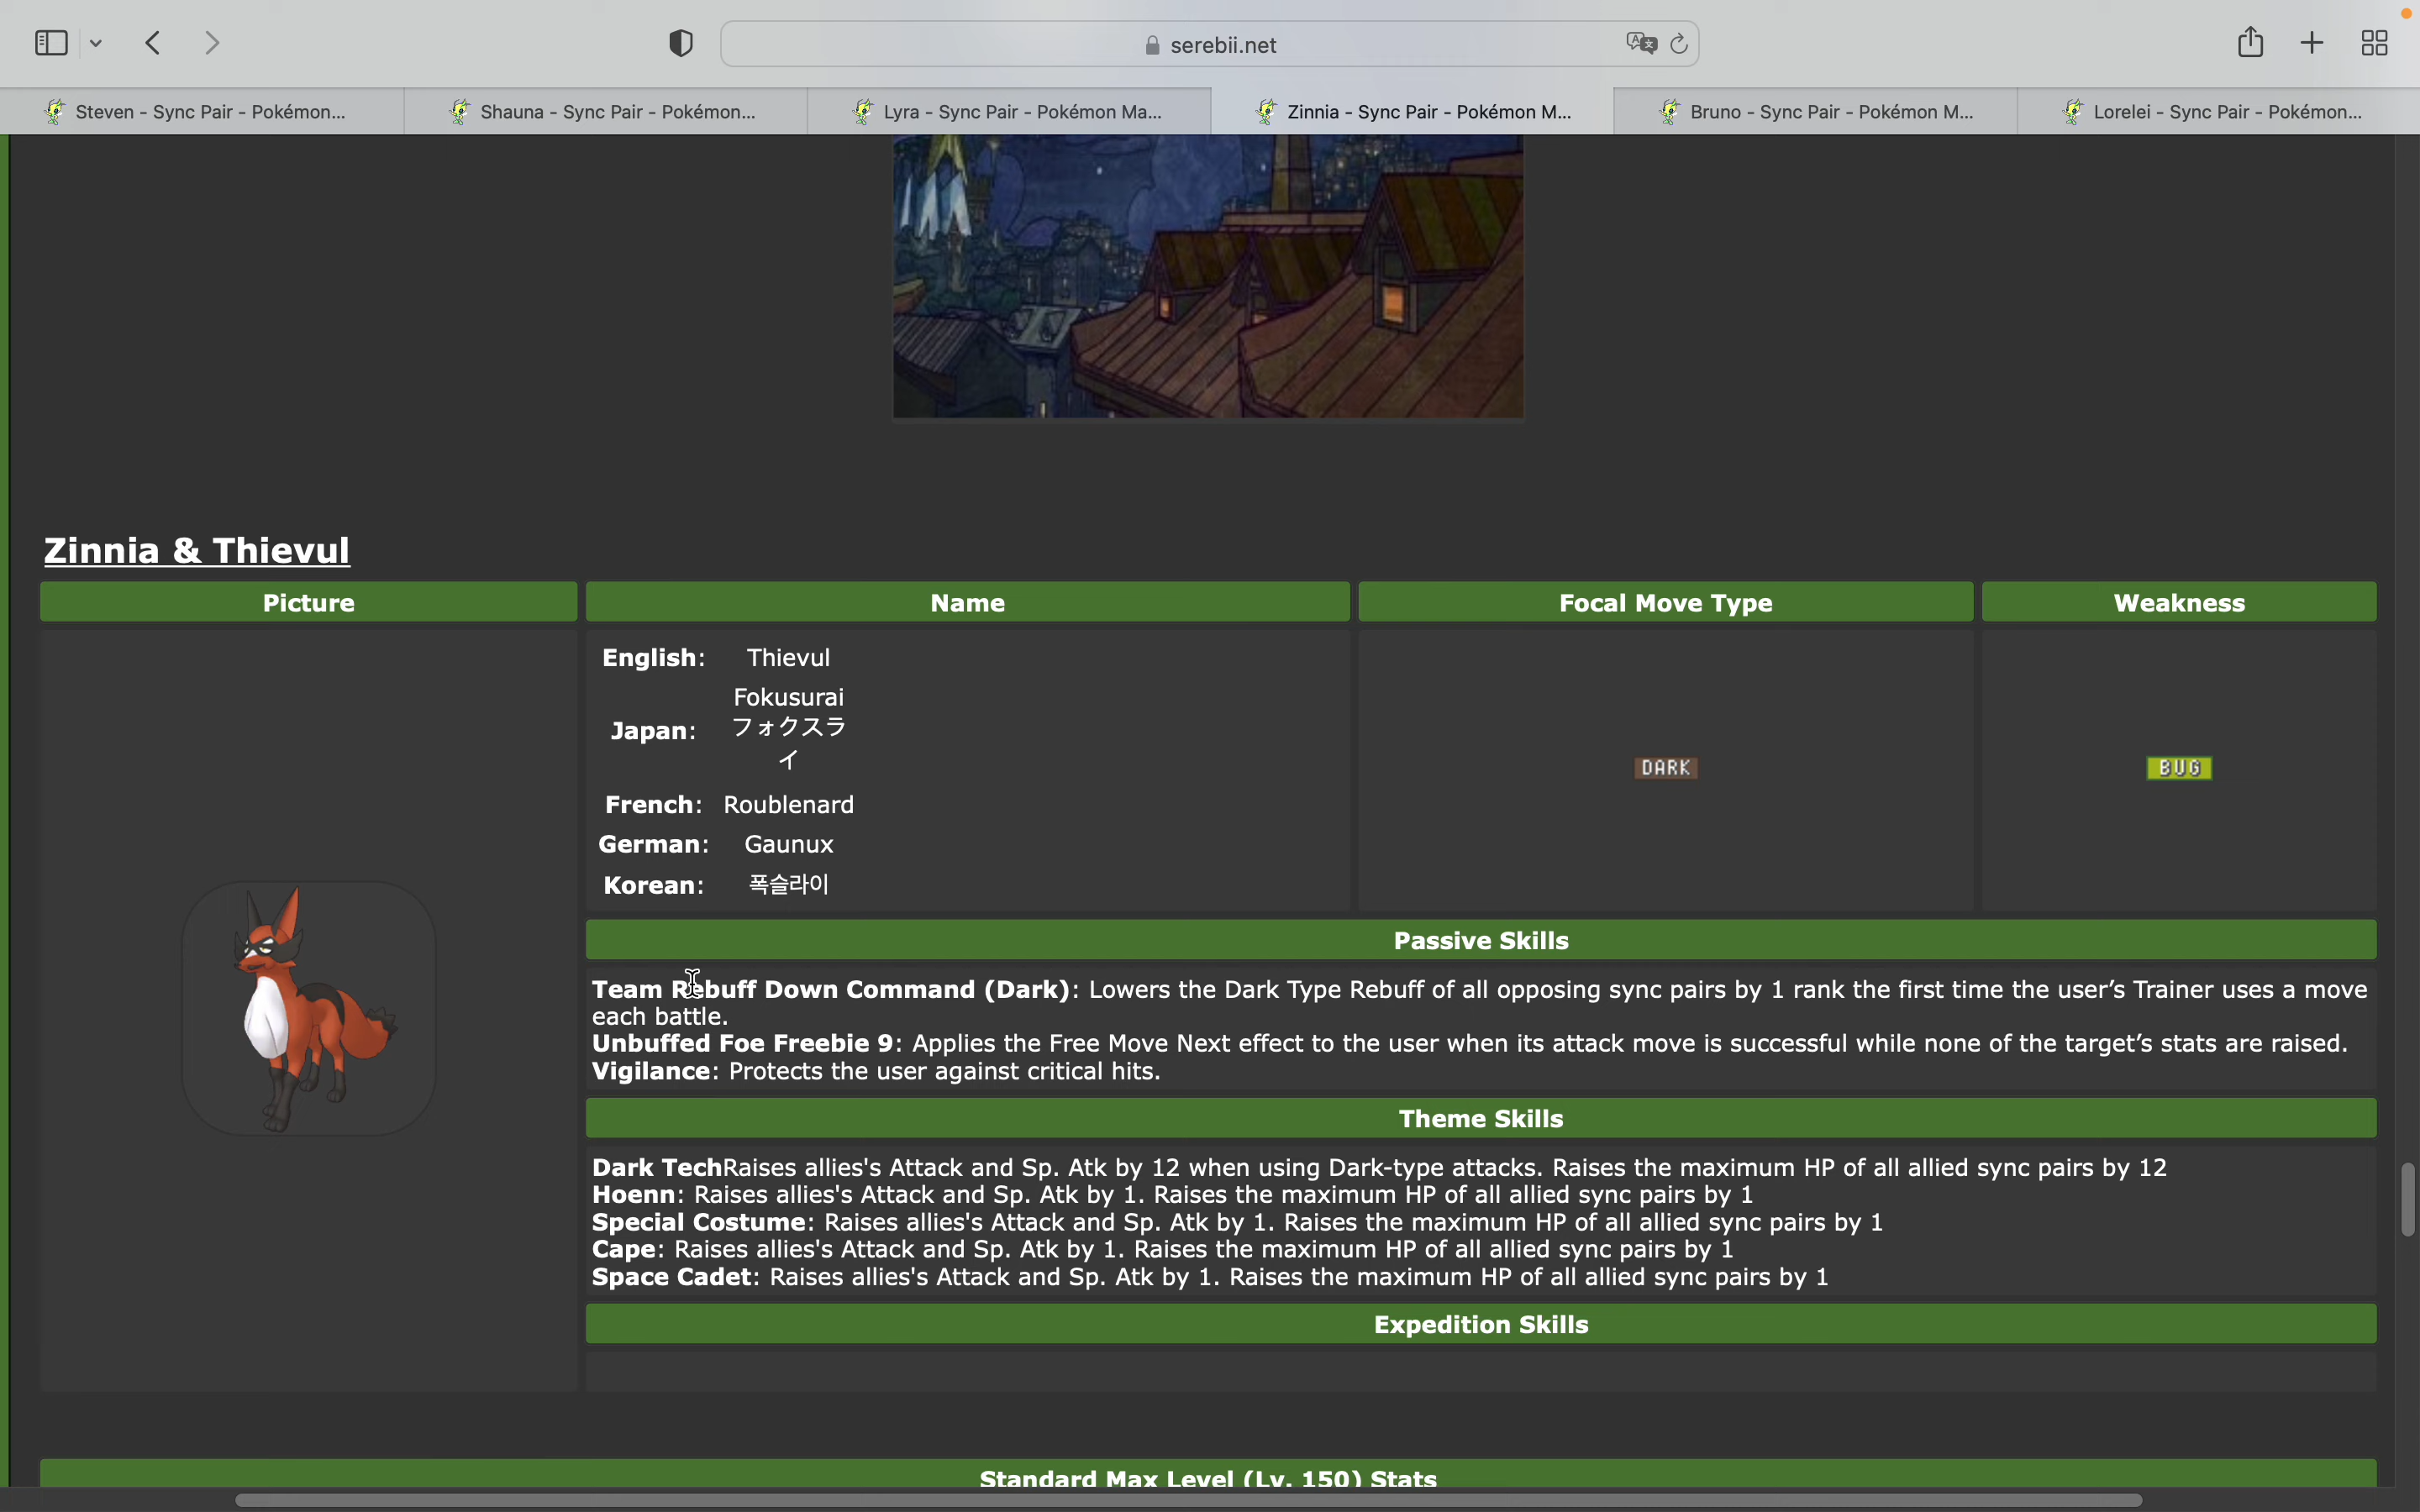 serebii.net
Steven - Sync Pair - Pokémon...
Shauna - Sync Pair - Pokémon...
Lyra - Sync Pair - Pokémon Ma...
Zinnia - Sync Pair - Pokémon M...
Bruno - Sync Pair - Pokémon M...
Lorelei - Sync Pair - Pokémon...
Zinnia & Thievul
Picture
Name
Focal Move Type
Weakness
English: Thievul
Japan: Fokusurai
フォクスラ
イ
French: Roublenard
German: Gaunux
Korean: 폭슬라이
DARK
BUG
Passive Skills
Team Rebuff Down Command (Dark): Lowers the Dark Type Rebuff of all opposing sync pairs by 1 rank the first time the user’s Trainer uses a move
each battle.
Unbuffed Foe Freebie 9: Applies the Free Move Next effect to the user when its attack move is successful while none of the target’s stats are raised.
Vigilance: Protects the user against critical hits.
Theme Skills
Dark TechRaises allies's Attack and Sp. Atk by 12 when using Dark-type attacks. Raises the maximum HP of all allied sync pairs by 12
Hoenn: Raises allies's Attack and Sp. Atk by 1. Raises the maximum HP of all allied sync pairs by 1
Special Costume: Raises allies's Attack and Sp. Atk by 1. Raises the maximum HP of all allied sync pairs by 1
Cape: Raises allies's Attack and Sp. Atk by 1. Raises the maximum HP of all allied sync pairs by 1
Space Cadet: Raises allies's Attack and Sp. Atk by 1. Raises the maximum HP of all allied sync pairs by 1
Expedition Skills
Standard Max Level (Lv. 150) Stats